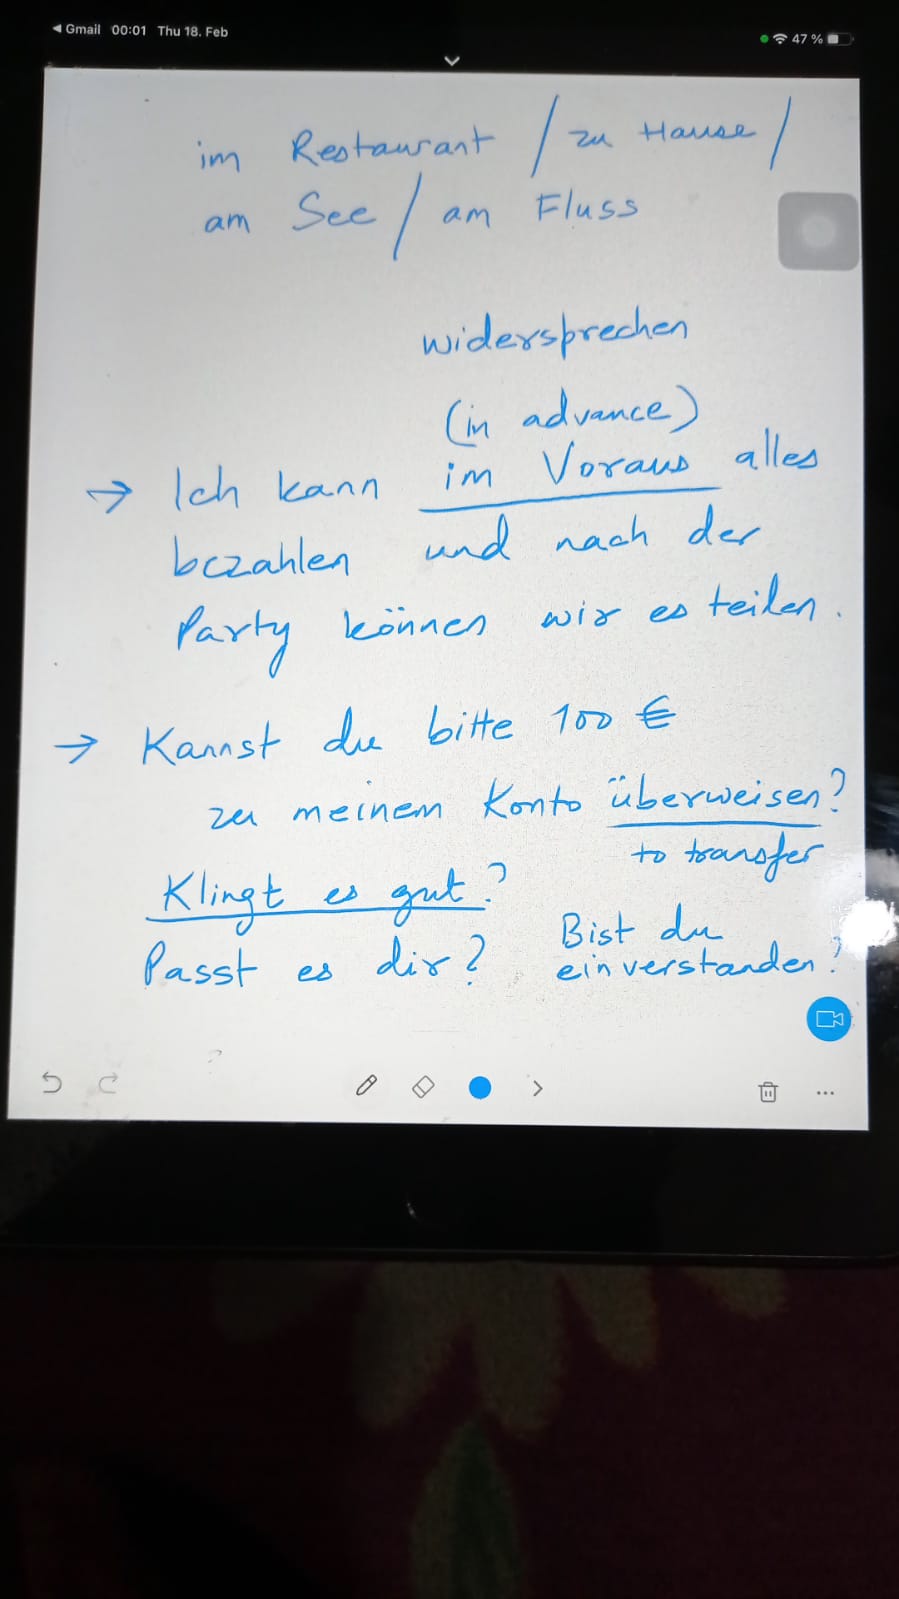 ◀ Gmail 00:01 Thu 18. Feb 47 %
im Restaurant / zu Hause /
am See / am Fluss
widersprechen
(in advance)
→ Ich kann im Voraus alles
bezahlen und nach der
Party können wir es teilen.
→ Kannst du bitte 100 €
zu meinem Konto überweisen?
to transfer
Klingt es gut?
Passt es dir? Bist du
einverstanden?